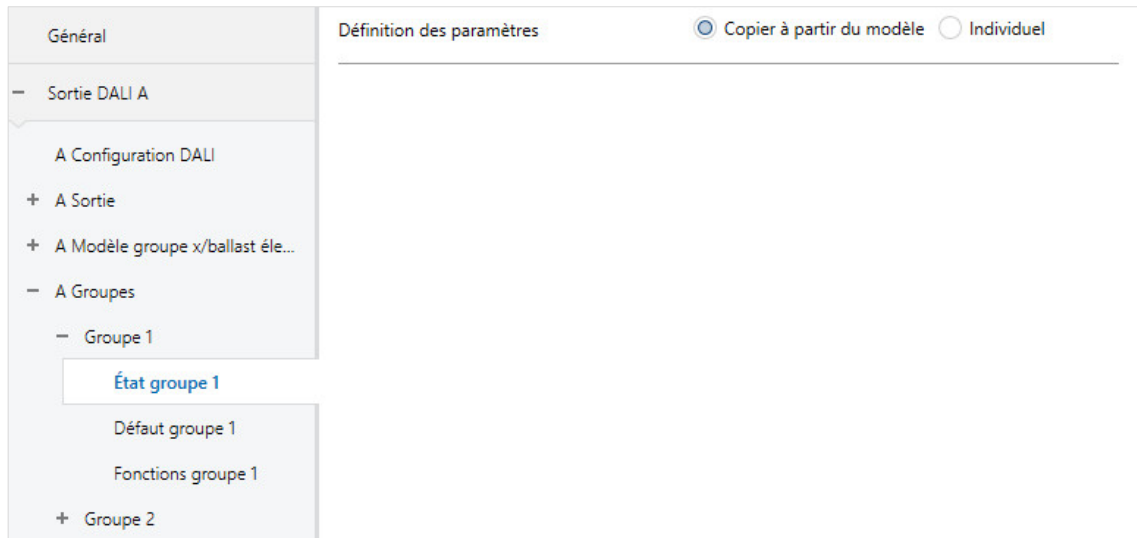 Général
Définition des paramètres
Copier à partir du modèle
Individuel
Sortie DALI A
A Configuration DALI
A Sortie
A Modèle groupe x/ballast éle...
A Groupes
Groupe 1
État groupe 1
Défaut groupe 1
Fonctions groupe 1
Groupe 2